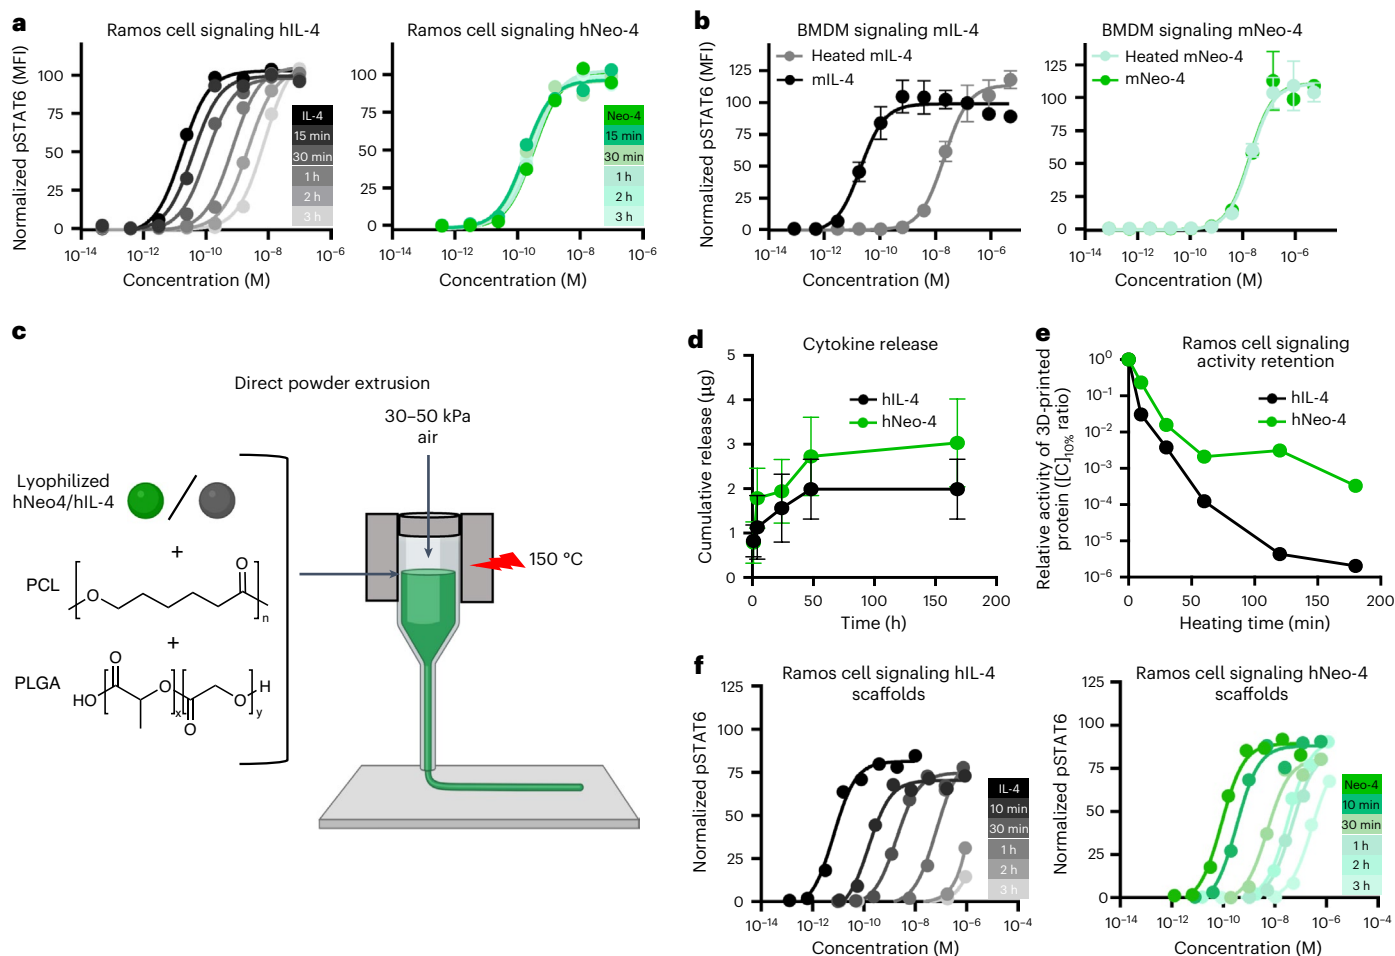 a
Ramos cell signaling hIL-4
Normalized pSTAT6 (MFI)
100
75
50
25
0
10⁻¹⁴
10⁻¹²
10⁻¹⁰
10⁻⁸
10⁻⁶
Concentration (M)
IL-4
15 min
30 min
1 h
2 h
3 h
Ramos cell signaling hNeo-4
100
75
50
25
0
10⁻¹⁴
10⁻¹²
10⁻¹⁰
10⁻⁸
10⁻⁶
Concentration (M)
Neo-4
15 min
30 min
1 h
2 h
3 h
b
BMDM signaling mIL-4
Heated mIL-4
mIL-4
Normalized pSTAT6 (MFI)
125
100
75
50
25
0
10⁻¹⁴
10⁻¹²
10⁻¹⁰
10⁻⁸
10⁻⁶
Concentration (M)
BMDM signaling mNeo-4
Heated mNeo-4
mNeo-4
125
100
75
50
25
0
10⁻¹⁴
10⁻¹²
10⁻¹⁰
10⁻⁸
10⁻⁶
Concentration (M)
c
Direct powder extrusion
30–50 kPa
air
Lyophilized
hNeo4/hIL-4
+
PCL
O
O
n
+
PLGA
HO
O
O
x
O
O
H
y
150 °C
d
Cytokine release
Cumulative release (µg)
5
4
3
2
1
0
hIL-4
hNeo-4
0
50
100
150
200
Time (h)
e
Ramos cell signaling
activity retention
Relative activity of 3D-printed
protein ([C]10% ratio)
10⁰
10⁻¹
10⁻²
10⁻³
10⁻⁴
10⁻⁵
10⁻⁶
hIL-4
hNeo-4
0
50
100
150
200
Heating time (min)
f
Ramos cell signaling hIL-4
scaffolds
Normalized pSTAT6
125
100
75
50
25
0
10⁻¹⁴
10⁻¹²
10⁻¹⁰
10⁻⁸
10⁻⁶
10⁻⁴
Concentration (M)
IL-4
10 min
30 min
1 h
2 h
3 h
Ramos cell signaling hNeo-4
scaffolds
Normalized pSTAT6
125
100
75
50
25
0
10⁻¹⁴
10⁻¹²
10⁻¹⁰
10⁻⁸
10⁻⁶
10⁻⁴
Concentration (M)
Neo-4
10 min
30 min
1 h
2 h
3 h